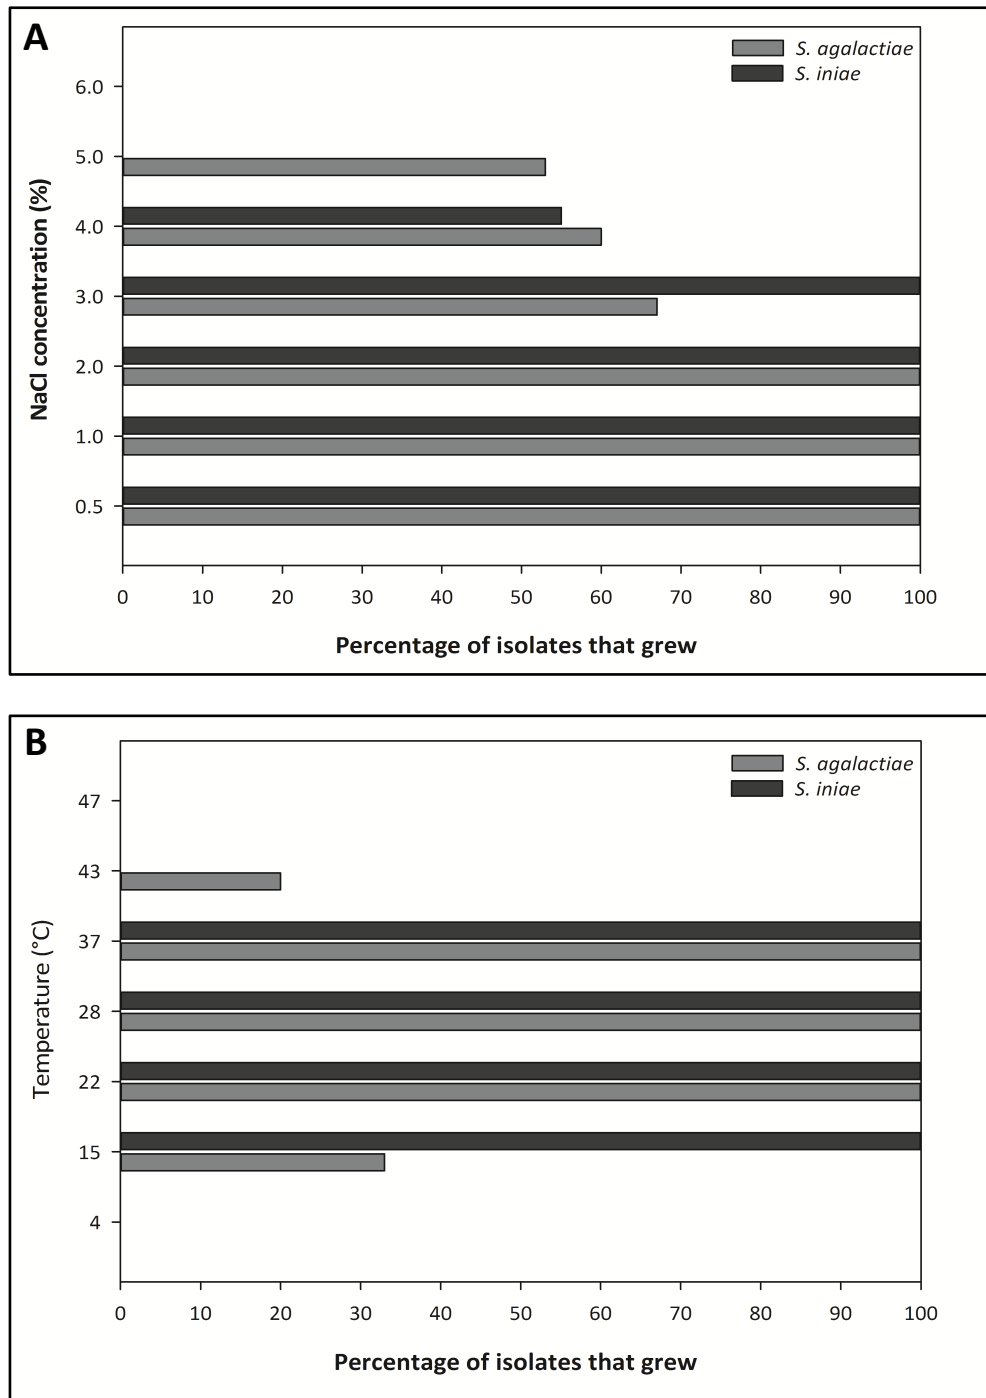 A
S. agalactiae
S. iniae
6.0
5.0
4.0
3.0
2.0
1.0
0.5
NaCl concentration (%)
0 10 20 30 40 50 60 70 80 90 100
Percentage of isolates that grew
B
S. agalactiae
S. iniae
47
43
37
28
22
15
4
Temperature (°C)
0 10 20 30 40 50 60 70 80 90 100
Percentage of isolates that grew